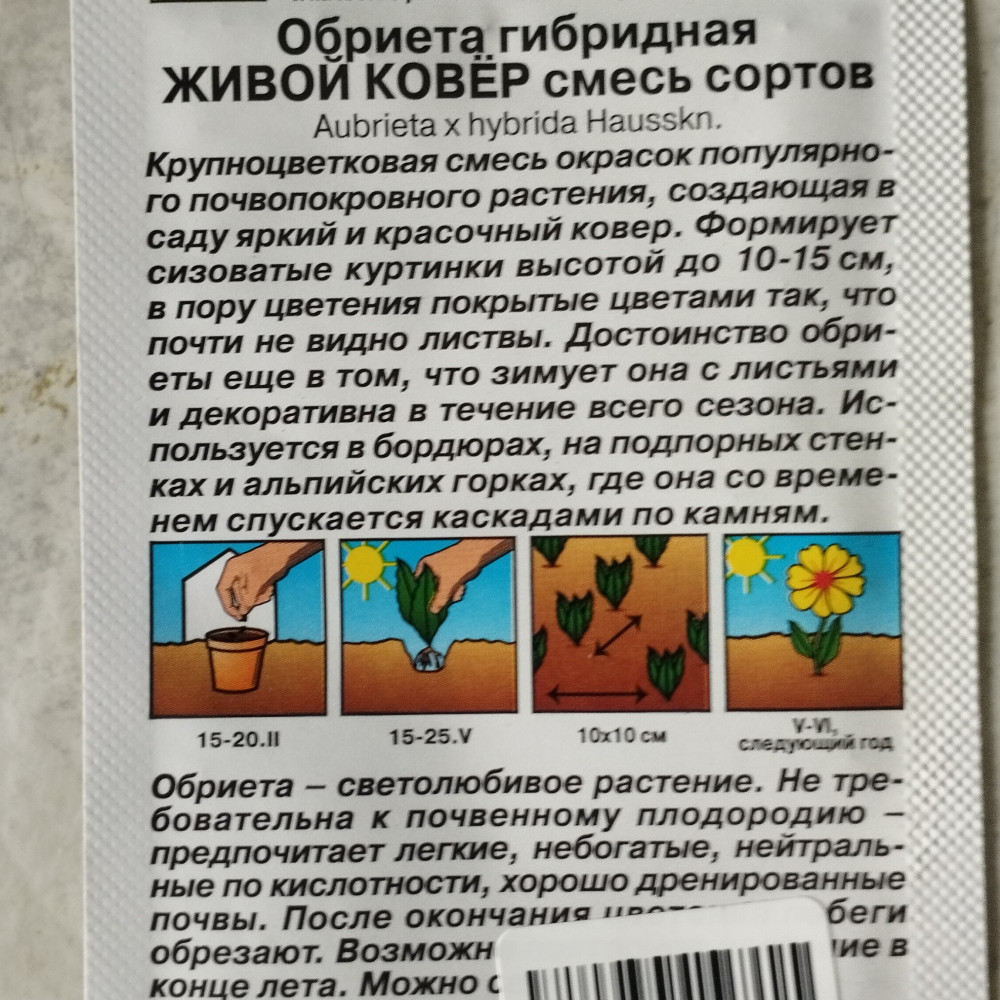 Обриета гибридная
ЖИВОЙ КОВЁР смесь сортов
Aubrieta x hybrida Hausskn.
Крупноцветковая смесь окрасок популярно-
го почвопокровного растения, создающая в
саду яркий и красочный ковер. Формирует
сизоватые куртинки высотой до 10-15 см,
в пору цветения покрытые цветами так, что
почти не видно листвы. Достоинство обри-
еты еще в том, что зимует она с листьями
и декоративна в течение всего сезона. Ис-
пользуется в бордюрах, на подпорных стен-
ках и альпийских горках, где она со време-
нем спускается каскадами по камням.
15-20.II
15-25.V
10x10 см
V-VI,
следующий год
Обриета – светолюбивое растение. Не тре-
бовательна к почвенному плодородию –
предпочитает легкие, небогатые, нейтраль-
ные по кислотности, хорошо дренированные
почвы. После окончания
обрезают. в
конце лета. Можно